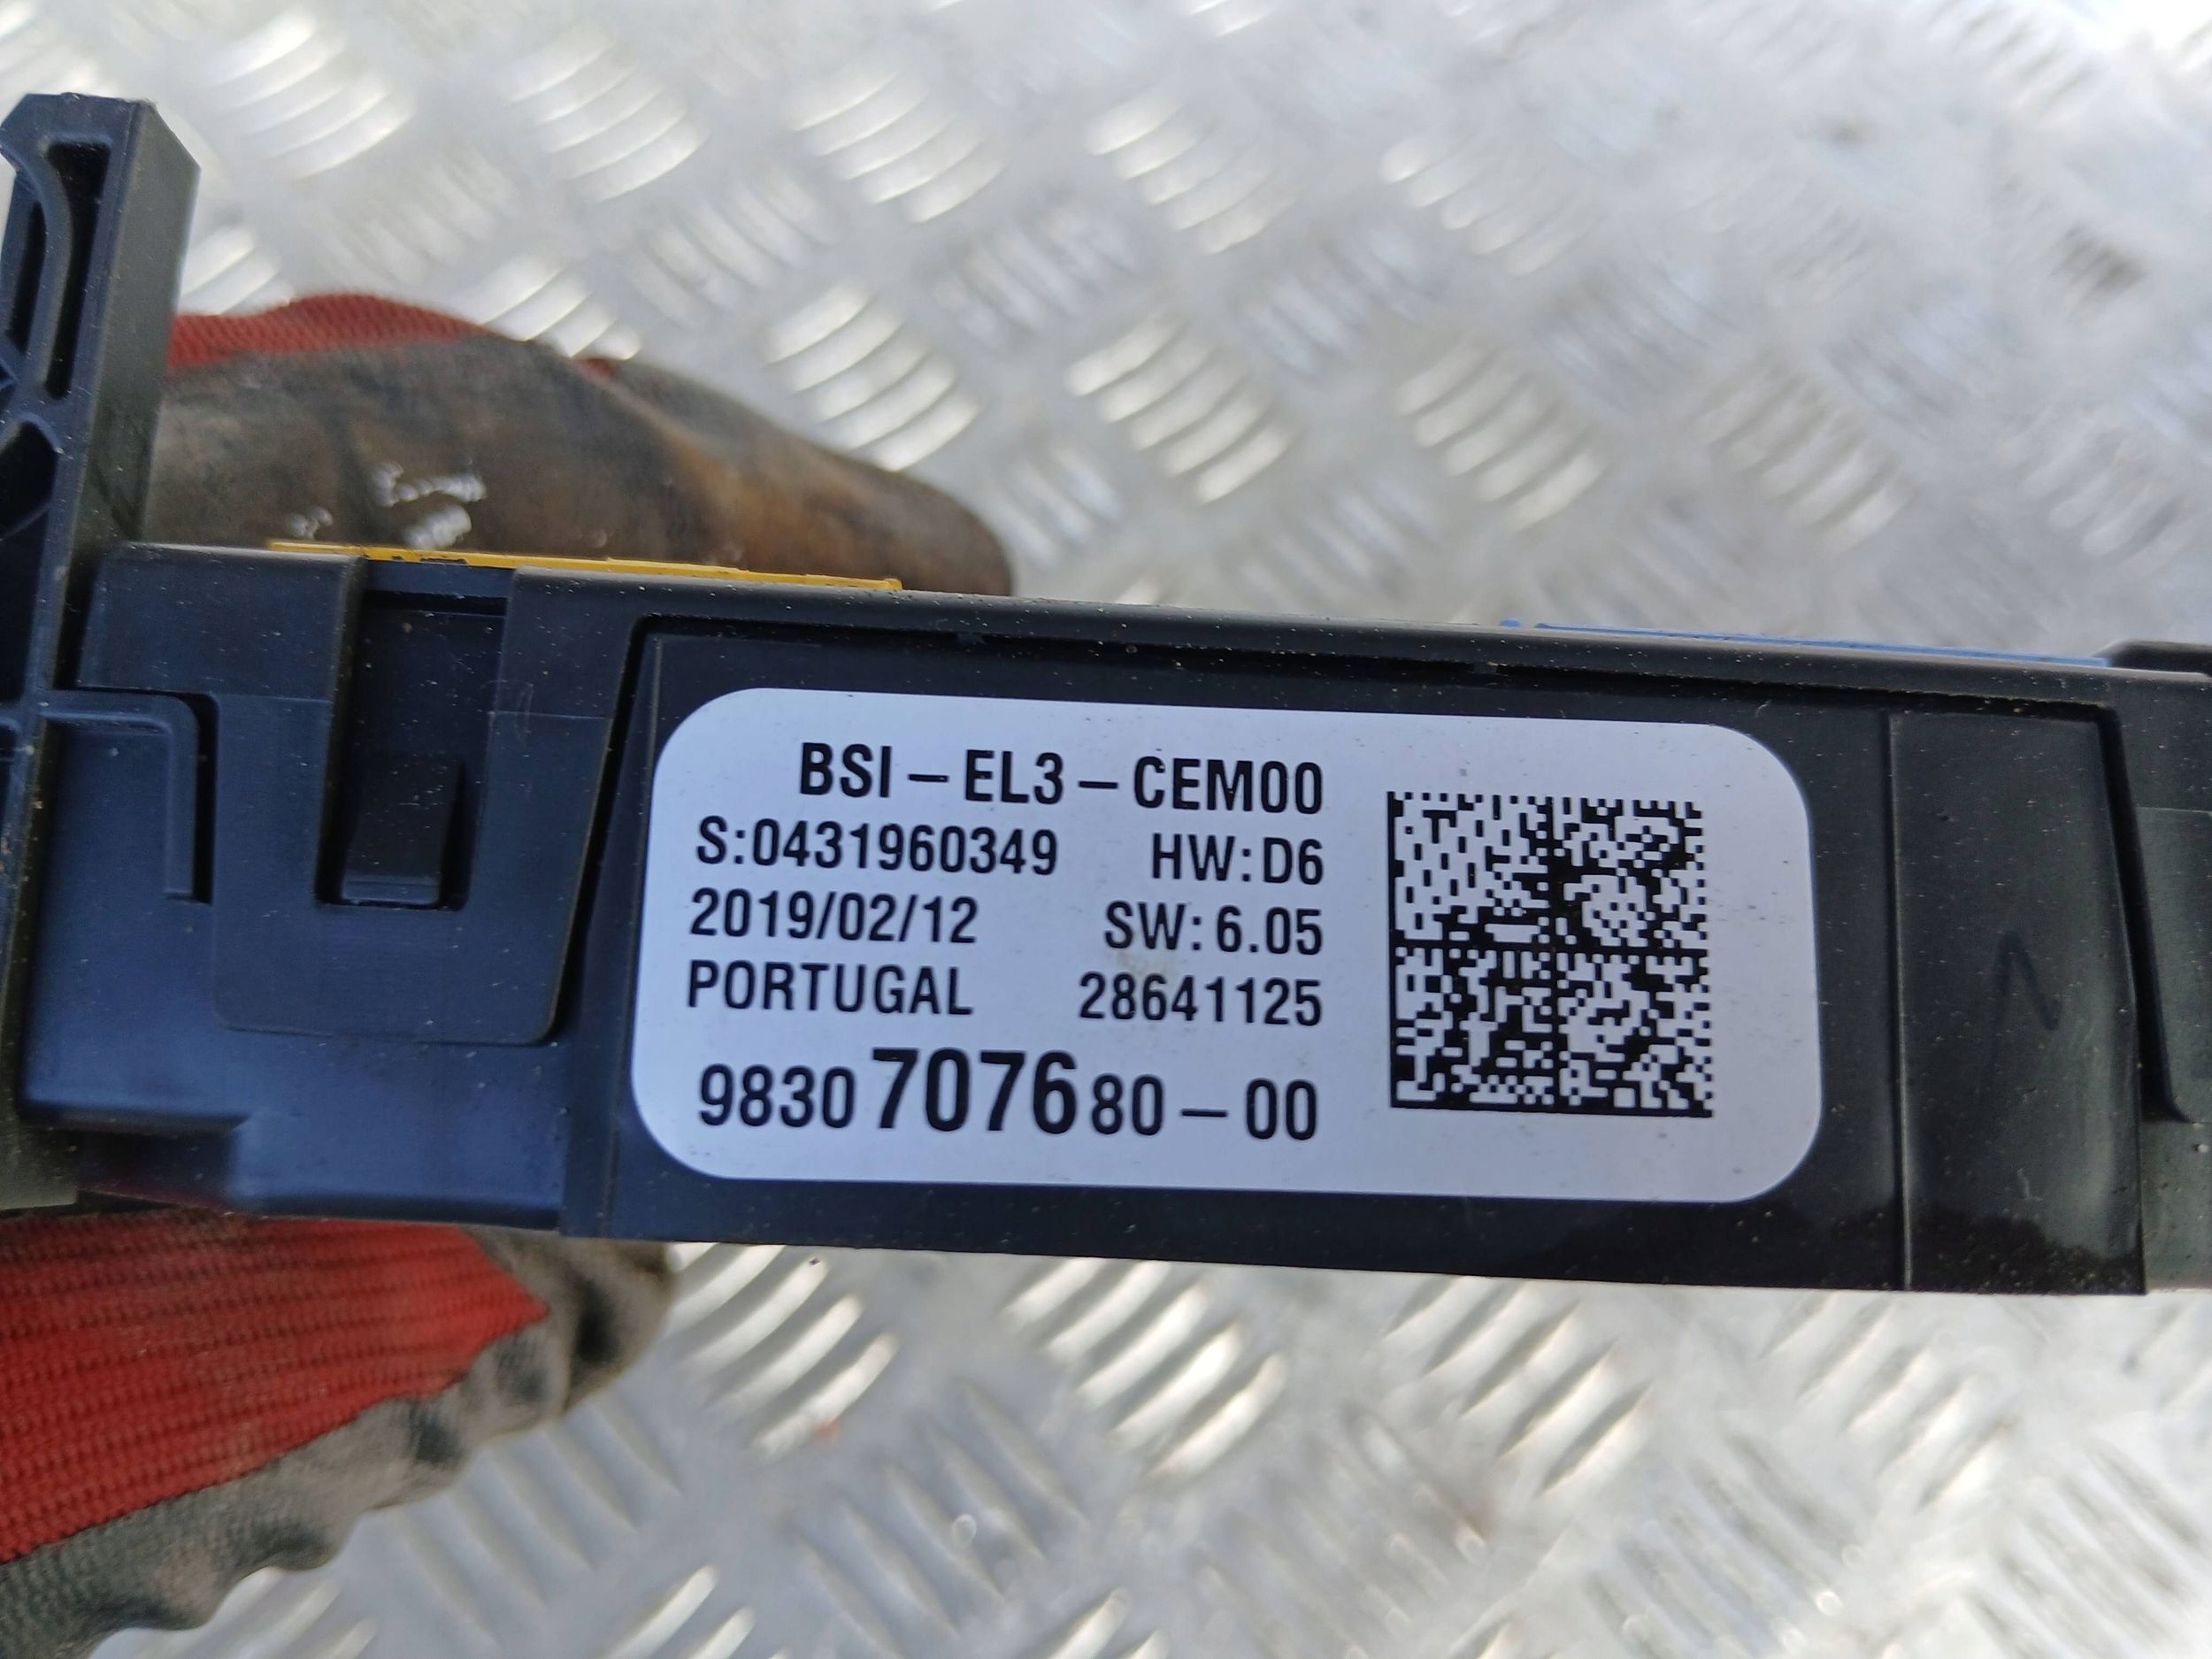 BSI – EL3 – CEM00
S:0431960349 HW:D6
2019/02/12 SW:6.05
PORTUGAL 28641125
9830707680 – 00